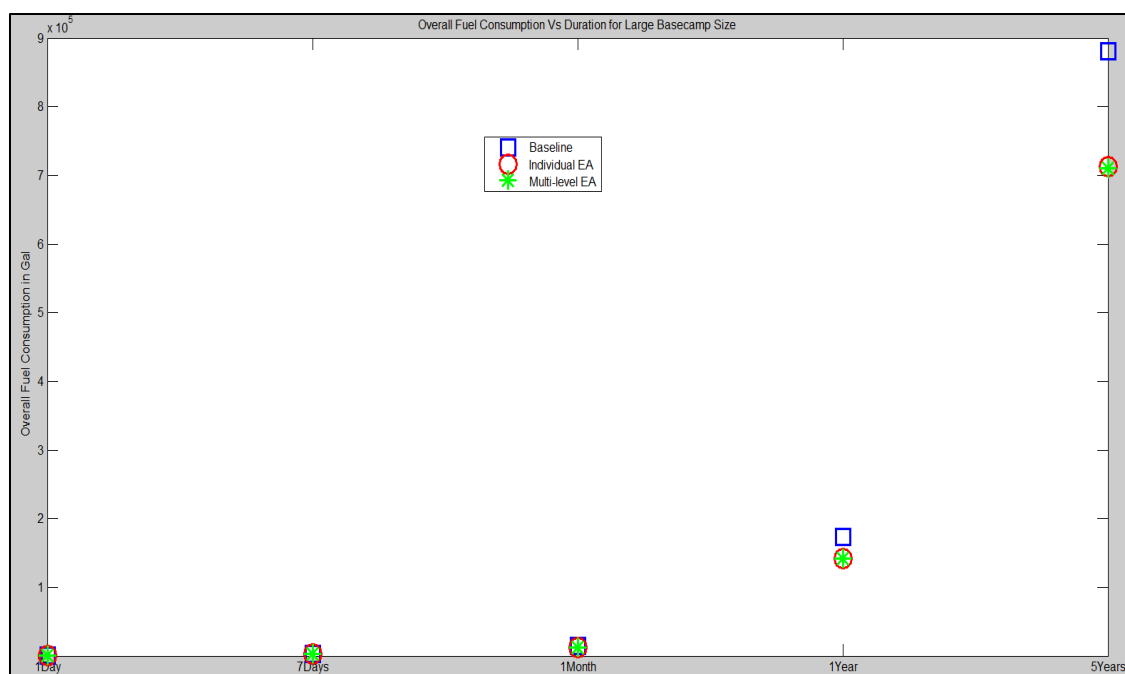 Overall Fuel Consumption Vs Duration for Large Basecamp Size
x 10^5
9
8
7
6
5
4
3
2
1
Overall Fuel Consumption in Gal
Baseline
Individual EA
Multi-level EA
1Day
7Days
1Month
1Year
5Years